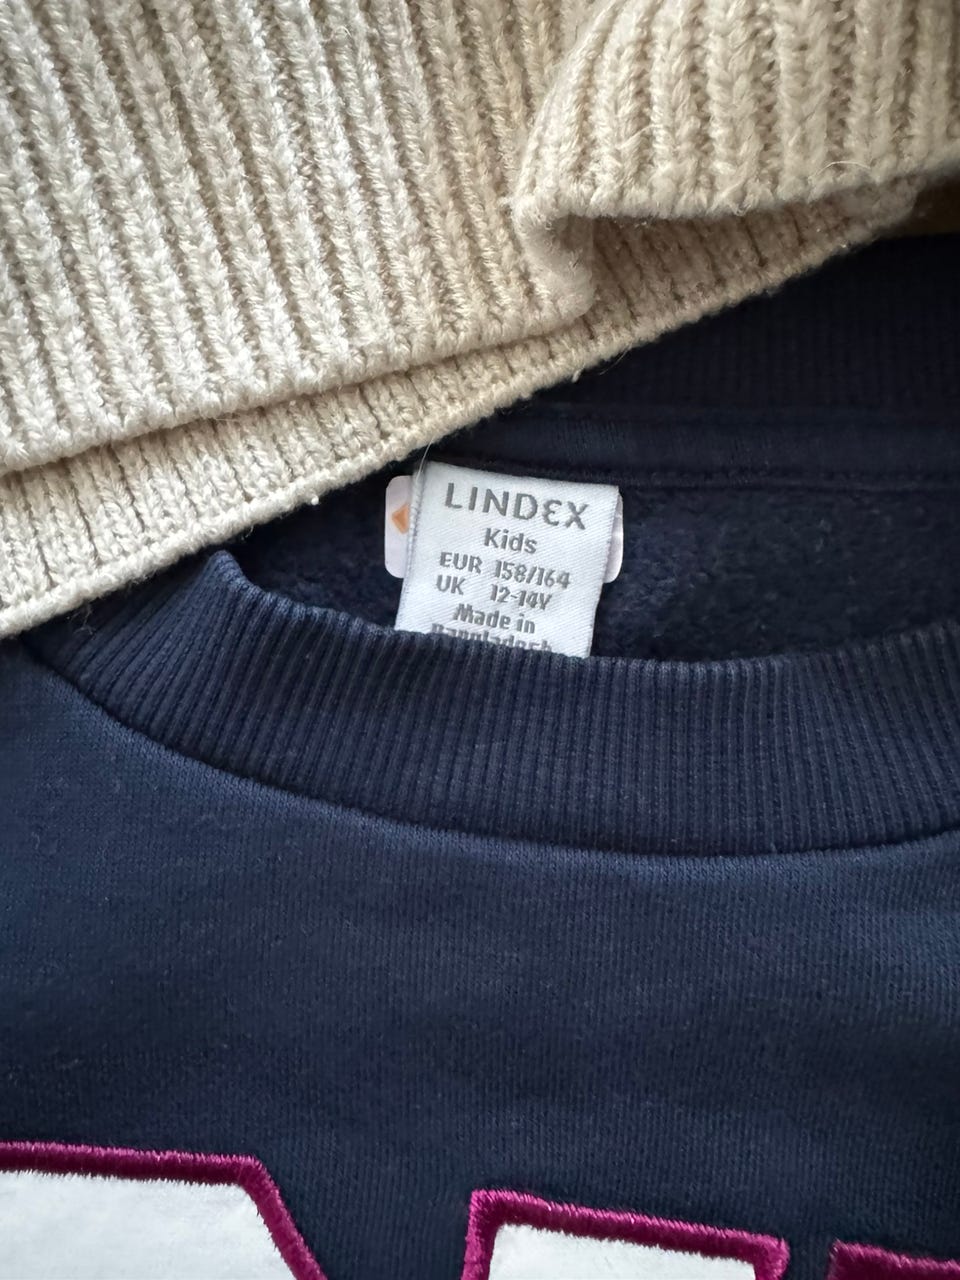 LINDEX
Kids
EUR 158/164
UK 12-14Y
Made in